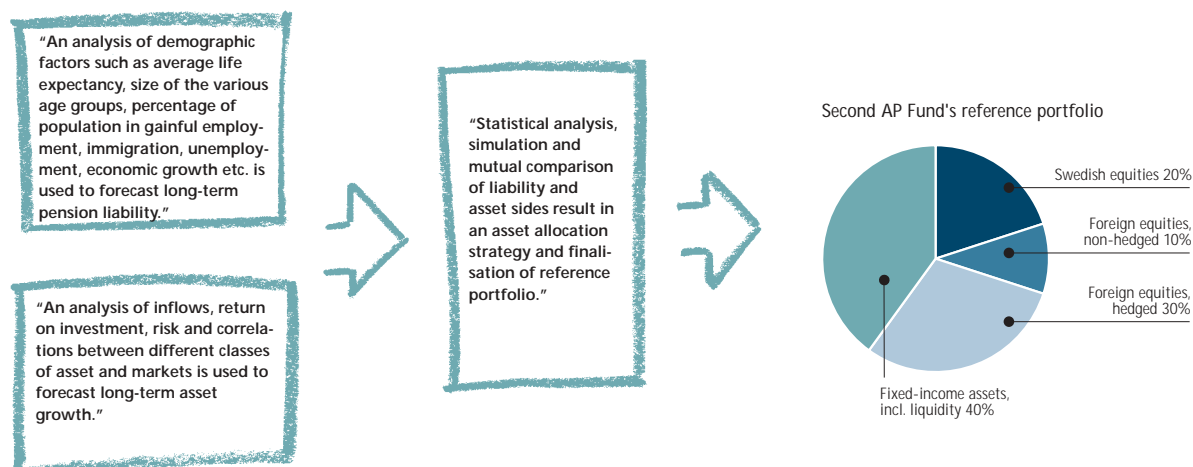 “An analysis of demographic
factors such as average life
expectancy, size of the various
age groups, percentage of
population in gainful employ-
ment, immigration, unemploy-
ment, economic growth etc. is
used to forecast long-term
pension liability.”
“An analysis of inflows, return
on investment, risk and correla-
tions between different classes
of asset and markets is used to
forecast long-term asset
growth.”
“Statistical analysis,
simulation and
mutual comparison
of liability and
asset sides result in
an asset allocation
strategy and finali-
sation of reference
portfolio.”
Second AP Fund's reference portfolio
Swedish equities 20%
Foreign equities,
non-hedged 10%
Foreign equities,
hedged 30%
Fixed-income assets,
incl. liquidity 40%